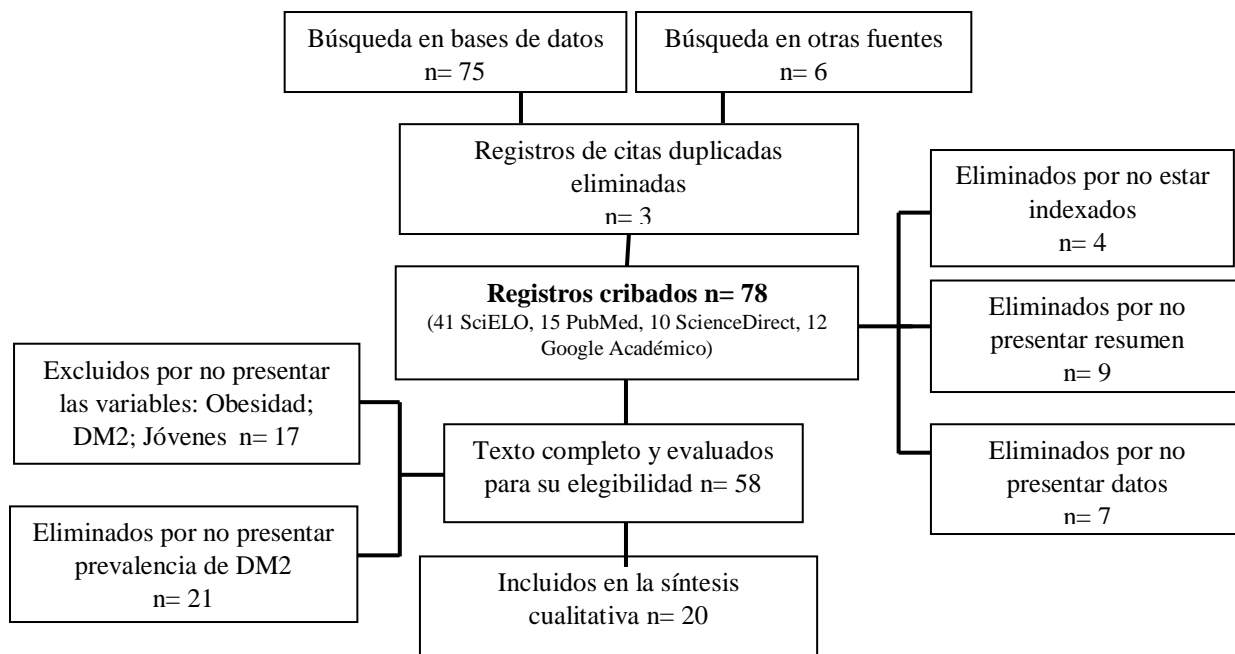 Búsqueda en bases de datos
n= 75
Búsqueda en otras fuentes
n= 6
Registros de citas duplicadas
eliminadas
n= 3
Eliminados por no estar
indexados
n= 4
Registros cribados n= 78
(41 SciELO, 15 PubMed, 10 ScienceDirect, 12
Google Académico)
Eliminados por no
presentar resumen
n= 9
Excluidos por no presentar
las variables: Obesidad;
DM2; Jóvenes n= 17
Texto completo y evaluados
para su elegibilidad n= 58
Eliminados por no
presentar datos
n= 7
Eliminados por no presentar
prevalencia de DM2
n= 21
Incluidos en la síntesis
cualitativa n= 20